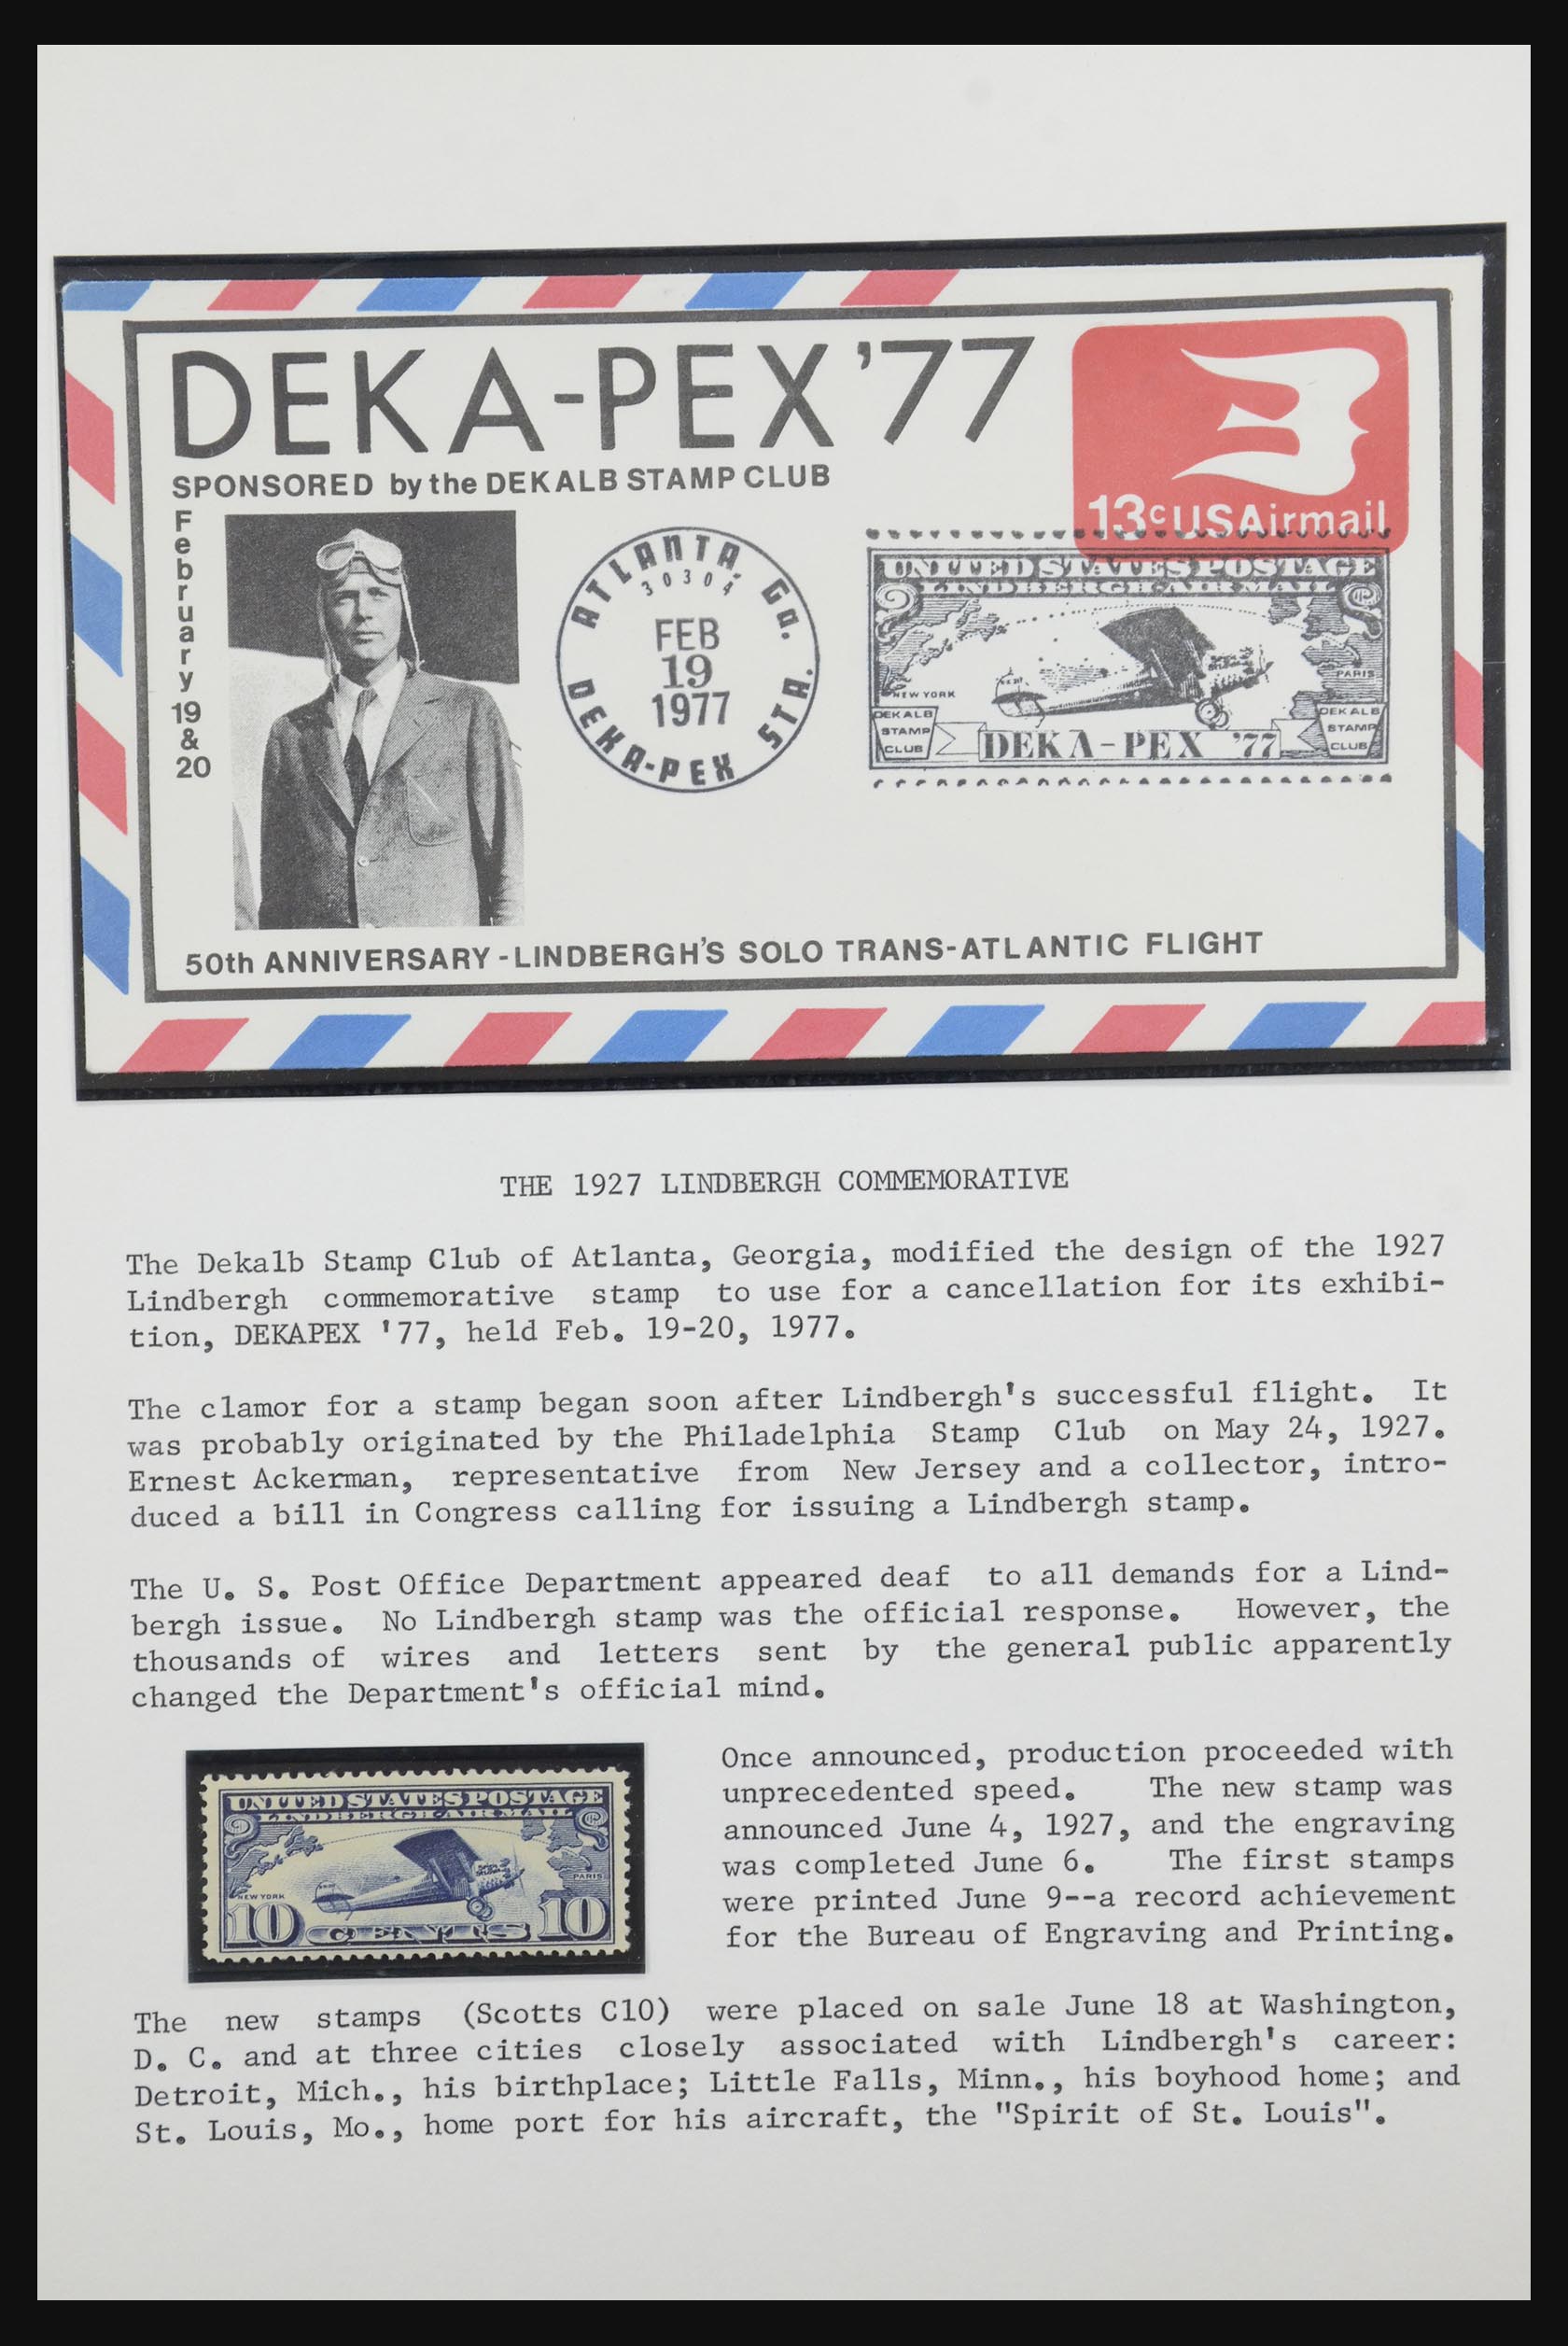 DEKA-PEX '77
SPONSORED by the DEKALB STAMP CLUB
February 19 & 20
13c USAirmail
ATLANTA, Ga.
30304
FEB
19
1977
DEKA-PEX STA.
UNITED STATES POSTAGE
LINDBERGH AIR MAIL
NEW YORK
PARIS
DEKALB
STAMP
CLUB
DEKA-PEX '77
DEKALB
STAMP
CLUB
50th ANNIVERSARY - LINDBERGH'S SOLO TRANS-ATLANTIC FLIGHT
THE 1927 LINDBERGH COMMEMORATIVE
The Dekalb Stamp Club of Atlanta, Georgia, modified the design of the 1927
Lindbergh commemorative stamp to use for a cancellation for its exhibi-
tion, DEKAPEX '77, held Feb. 19-20, 1977.
The clamor for a stamp began soon after Lindbergh's successful flight. It
was probably originated by the Philadelphia Stamp Club on May 24, 1927.
Ernest Ackerman, representative from New Jersey and a collector, intro-
duced a bill in Congress calling for issuing a Lindbergh stamp.
The U. S. Post Office Department appeared deaf to all demands for a Lind-
bergh issue. No Lindbergh stamp was the official response. However, the
thousands of wires and letters sent by the general public apparently
changed the Department's official mind.
UNITED STATES POSTAGE
LINDBERGH AIR MAIL
NEW YORK
PARIS
10 CENTS 10
Once announced, production proceeded with
unprecedented speed. The new stamp was
announced June 4, 1927, and the engraving
was completed June 6. The first stamps
were printed June 9--a record achievement
for the Bureau of Engraving and Printing.
The new stamps (Scotts C10) were placed on sale June 18 at Washington,
D. C. and at three cities closely associated with Lindbergh's career:
Detroit, Mich., his birthplace; Little Falls, Minn., his boyhood home; and
St. Louis, Mo., home port for his aircraft, the "Spirit of St. Louis".